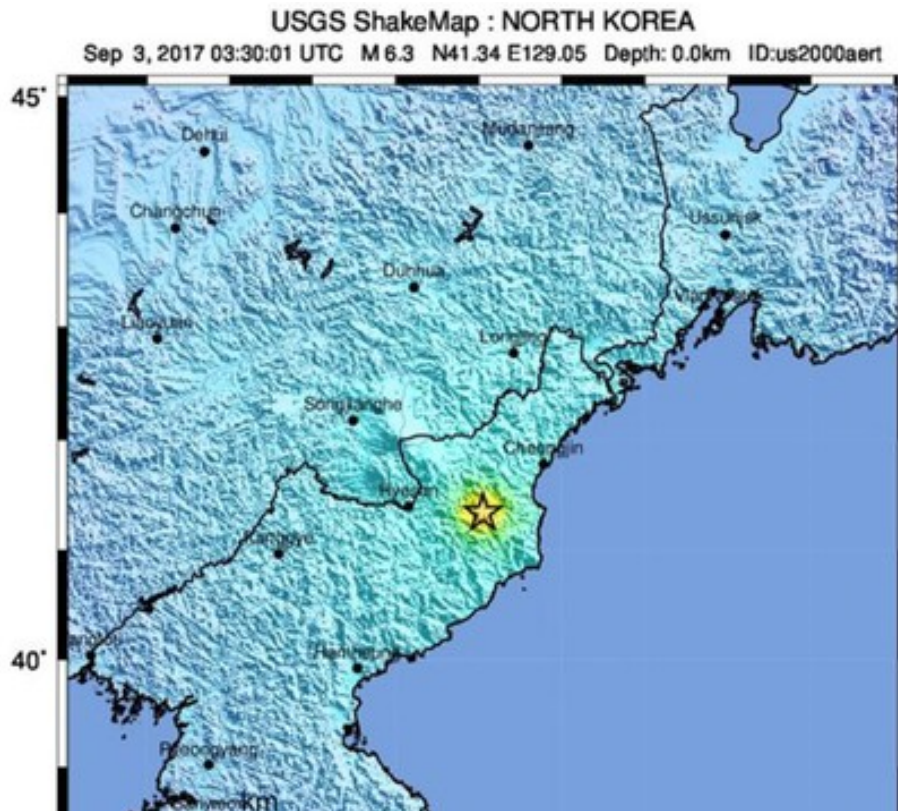 USGS ShakeMap : NORTH KOREA
Sep 3, 2017 03:30:01 UTC M 6.3 N41.34 E129.05 Depth: 0.0km ID:us2000aert
45°
Dehui
Mudanjiang
Changchun
Ussurijsk
Dunhua
Liaoyuan
Longjing
Songjianghe
Chongjin
Hyesan
Kanggye
40°
Hamhung
Pyongyang
km